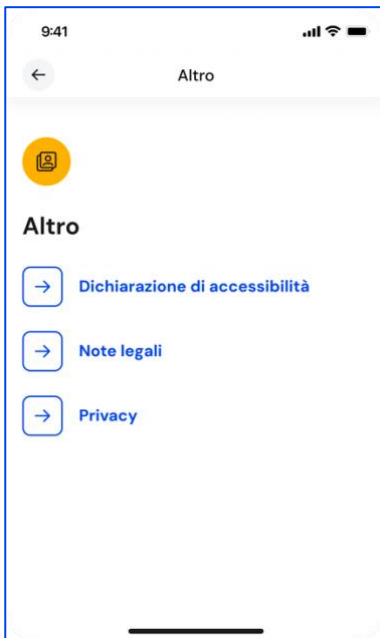 9:41
Altro
Altro
Dichiarazione di accessibilità
Note legali
Privacy